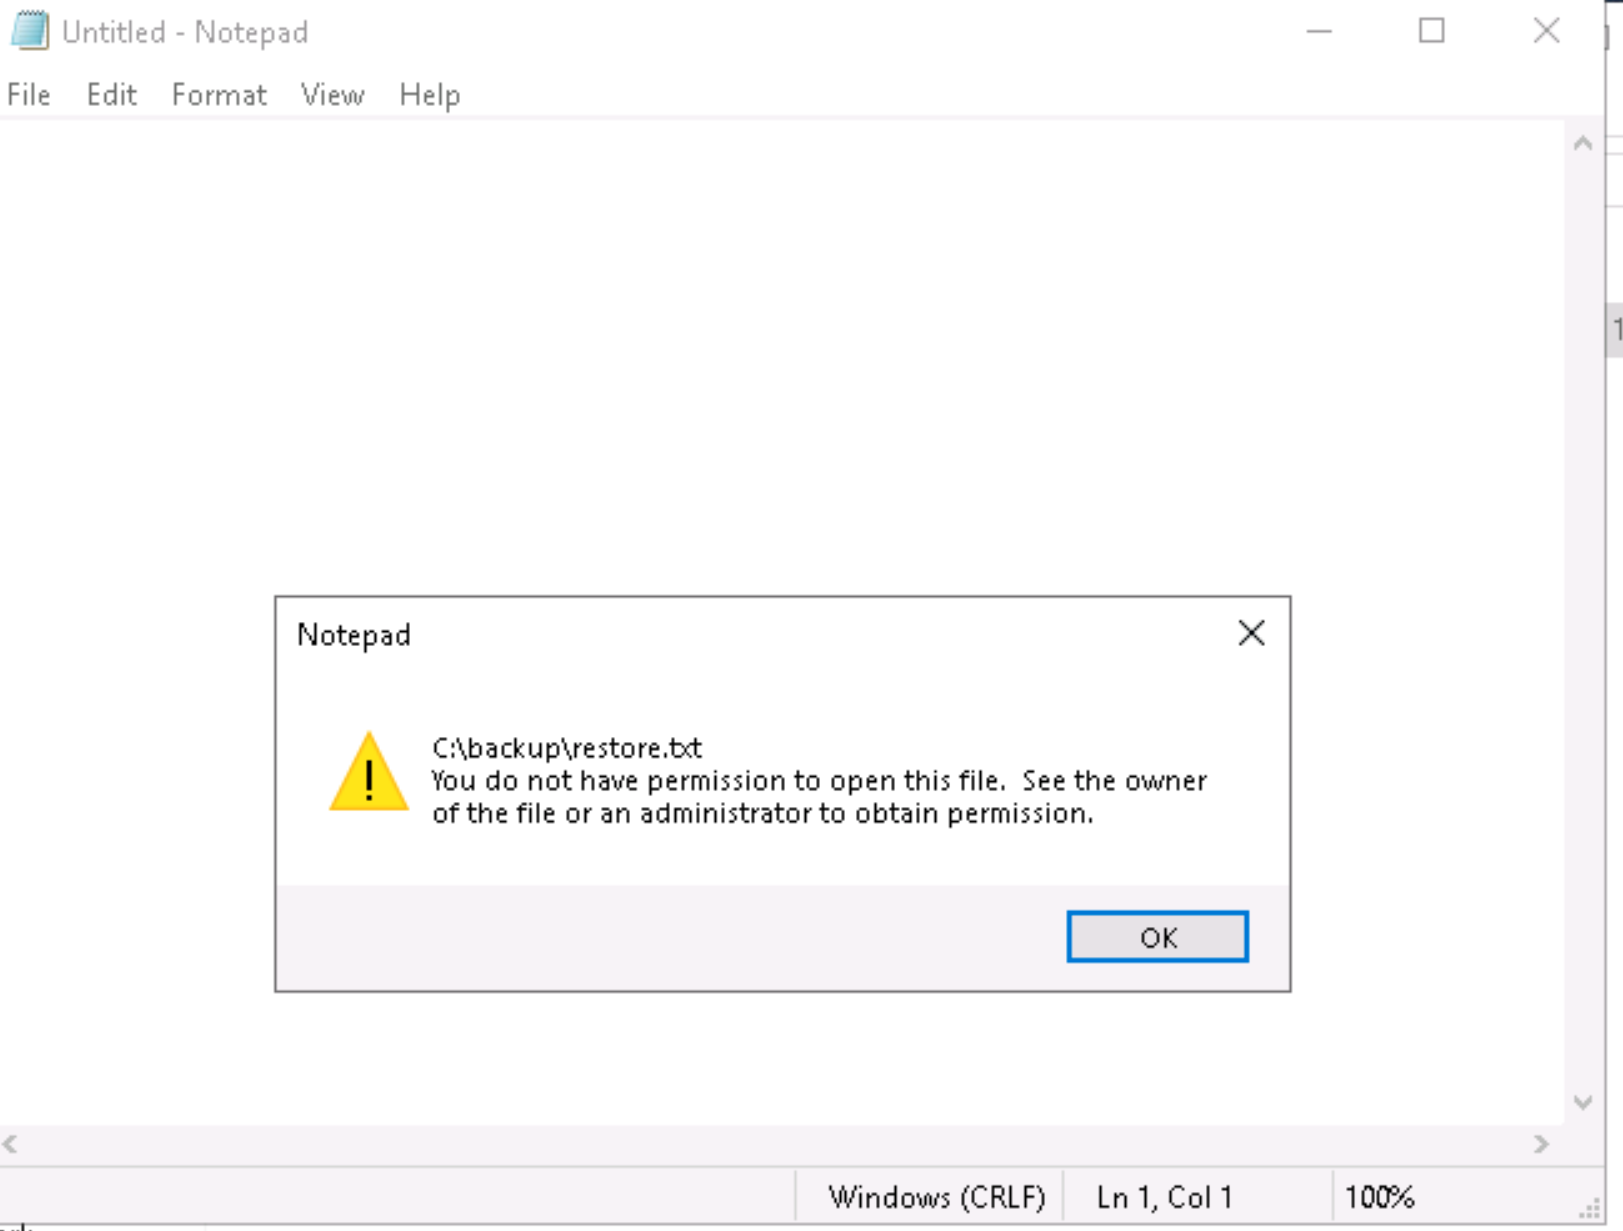 Untitled - Notepad
File Edit Format View Help
Notepad
C:\backup\restore.txt
You do not have permission to open this file.  See the owner
of the file or an administrator to obtain permission.
OK
Windows (CRLF) Ln 1, Col 1 100%